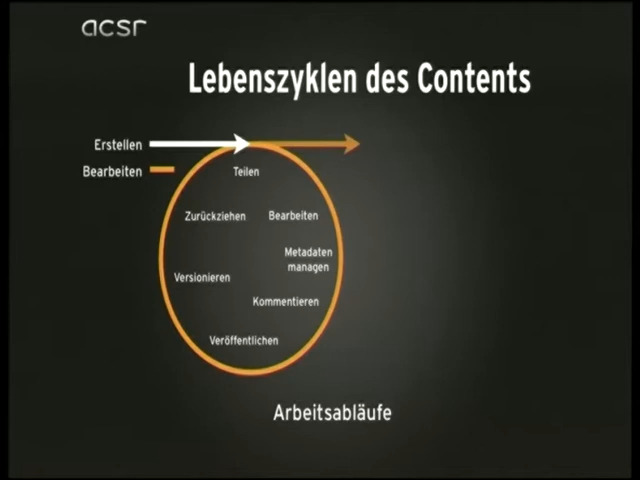 acsr
Lebenszyklen des Contents
Erstellen
Bearbeiten
Teilen
Zurückziehen
Bearbeiten
Metadaten
managen
Versionieren
Kommentieren
Veröffentlichen
Arbeitsabläufe